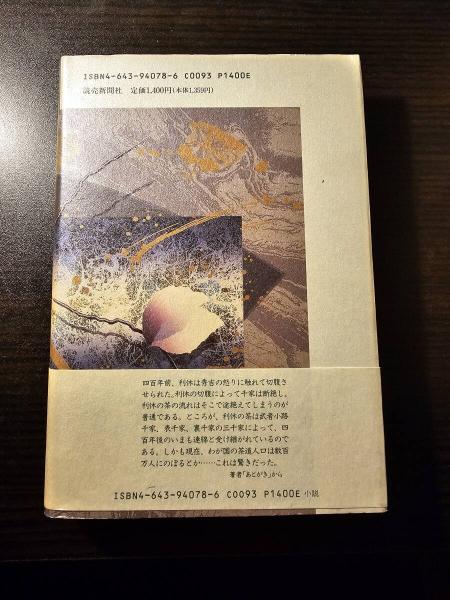 ISBN4-643-94078-6 C0093 P1400E
読売新聞社 定価1,400円(本体1,359円)
四百年前、利休は秀吉の怒りに触れて切腹さ
せられた。利休の切腹によって千家は断絶し、
利休の茶の流れはそこで途絶えてしまうのが
普通である。ところが、利休の茶は武者小路
千家、表千家、裏千家の三千家によって、四
百年後のいまも連綿と受け継がれているので
ある。しかも現在、わが国の茶道人口は数百
万人にのぼるとか……これは驚きだった。
著者「あとがき」から
ISBN4-643-94078-6 C0093 P1400E 小説